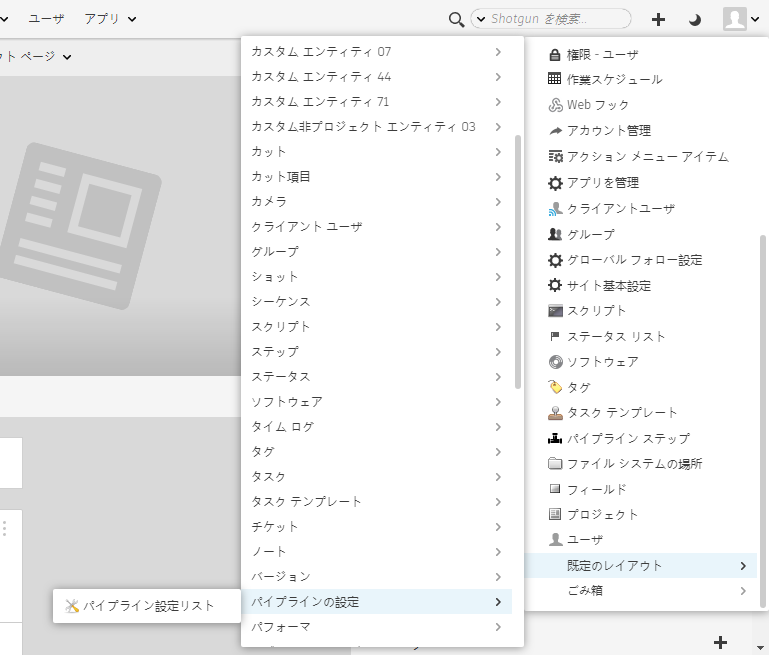 ユーザ
アプリ
Shotgun を検索...
ト ページ
カスタム エンティティ 07
カスタム エンティティ 44
カスタム エンティティ 71
カスタム非プロジェクト エンティティ 03
カット
カット項目
カメラ
クライアント ユーザ
グループ
ショット
シーケンス
スクリプト
ステップ
ステータス
ソフトウェア
タイム ログ
タグ
タスク
タスク テンプレート
チケット
ノート
バージョン
パイプラインの設定
パフォーマ
パイプライン設定リスト
権限 - ユーザ
作業スケジュール
Web フック
アカウント管理
アクション メニュー アイテム
アプリを管理
クライアントユーザ
グループ
グローバル フォロー設定
サイト基本設定
スクリプト
ステータス リスト
ソフトウェア
タグ
タスク テンプレート
パイプライン ステップ
ファイル システムの場所
フィールド
プロジェクト
ユーザ
既定のレイアウト
ごみ箱